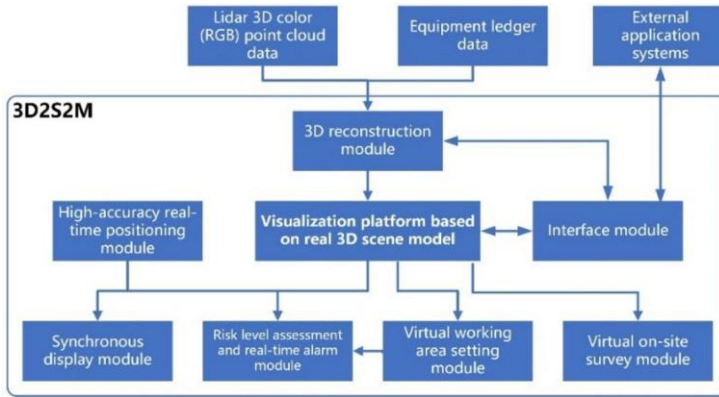 Lidar 3D color
(RGB) point cloud
data
Equipment ledger
data
External
application
systems
3D2S2M
3D reconstruction
module
High-accuracy real-
time positioning
module
Visualization platform based
on real 3D scene model
Interface module
Synchronous
display module
Risk level assessment
and real-time alarm
module
Virtual working
area setting
module
Virtual on-site
survey module